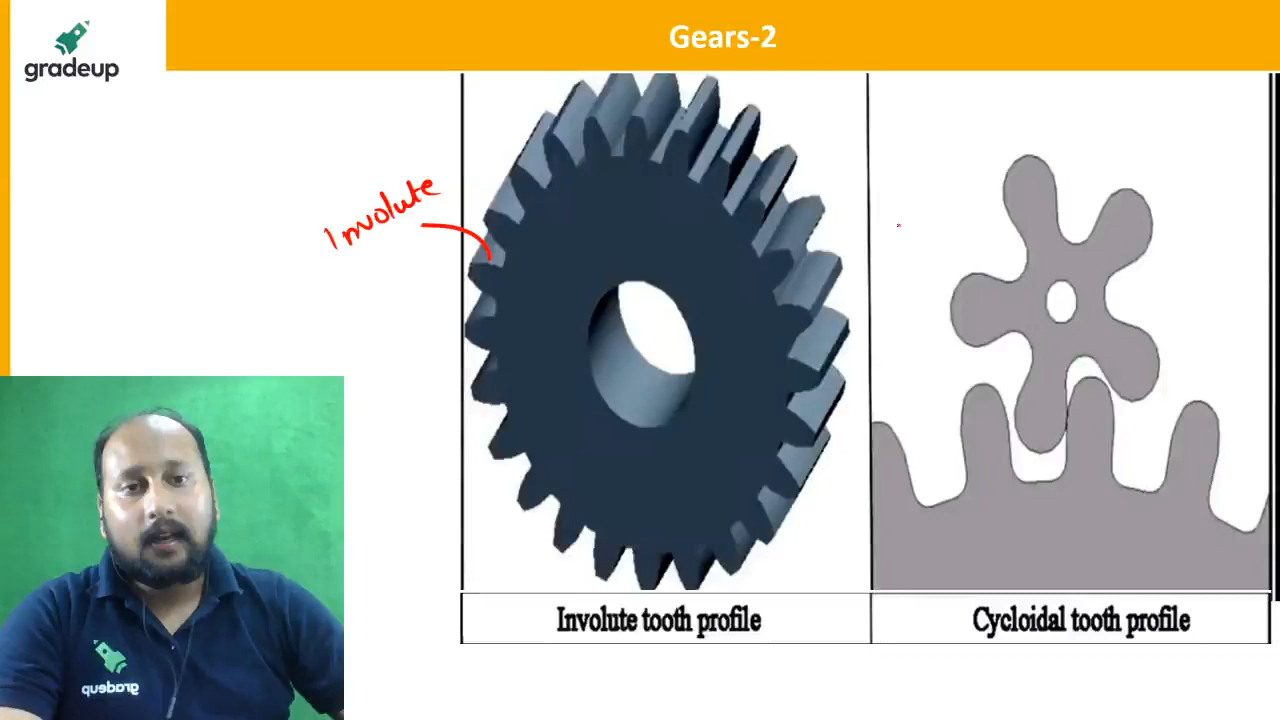 Gears-2
gradeup
Involute
Involute tooth profile
Cycloidal tooth profile
gradeup